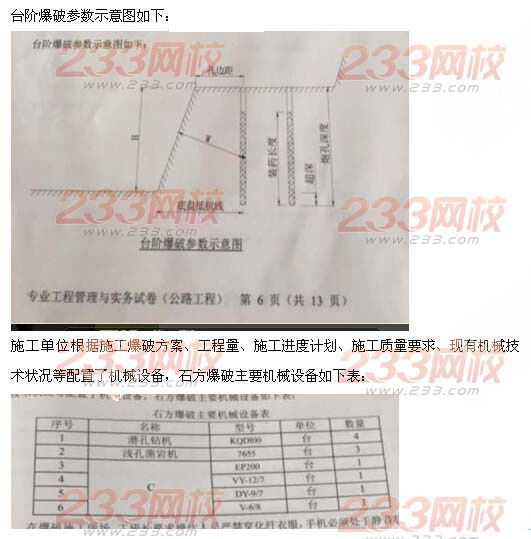 台阶爆破参数示意图如下：
台阶爆破参数示意图如下：
孔边距
H
W
装药长度
超深
炮孔深度
底盘抵抗线
台阶爆破参数示意图
专业工程管理与实务试卷（公路工程） 第 6 页（共 13 页）
施工单位根据施工爆破方案、工程量、施工进度计划、施工质量要求、现有机械技
术状况等配置了机械设备，石方爆破主要机械设备如下表：
石方爆破主要机械设备表
序号 名称 型号 单位 数量
1 潜孔钻机 KQD100 台 4
2 浅孔凿岩机 7655 台 3
3 C EP200 台 1
4 VY-12/7 台 1
5 DY-9/7 台 1
6 V-6/8 台 1
233网校
www.233.com